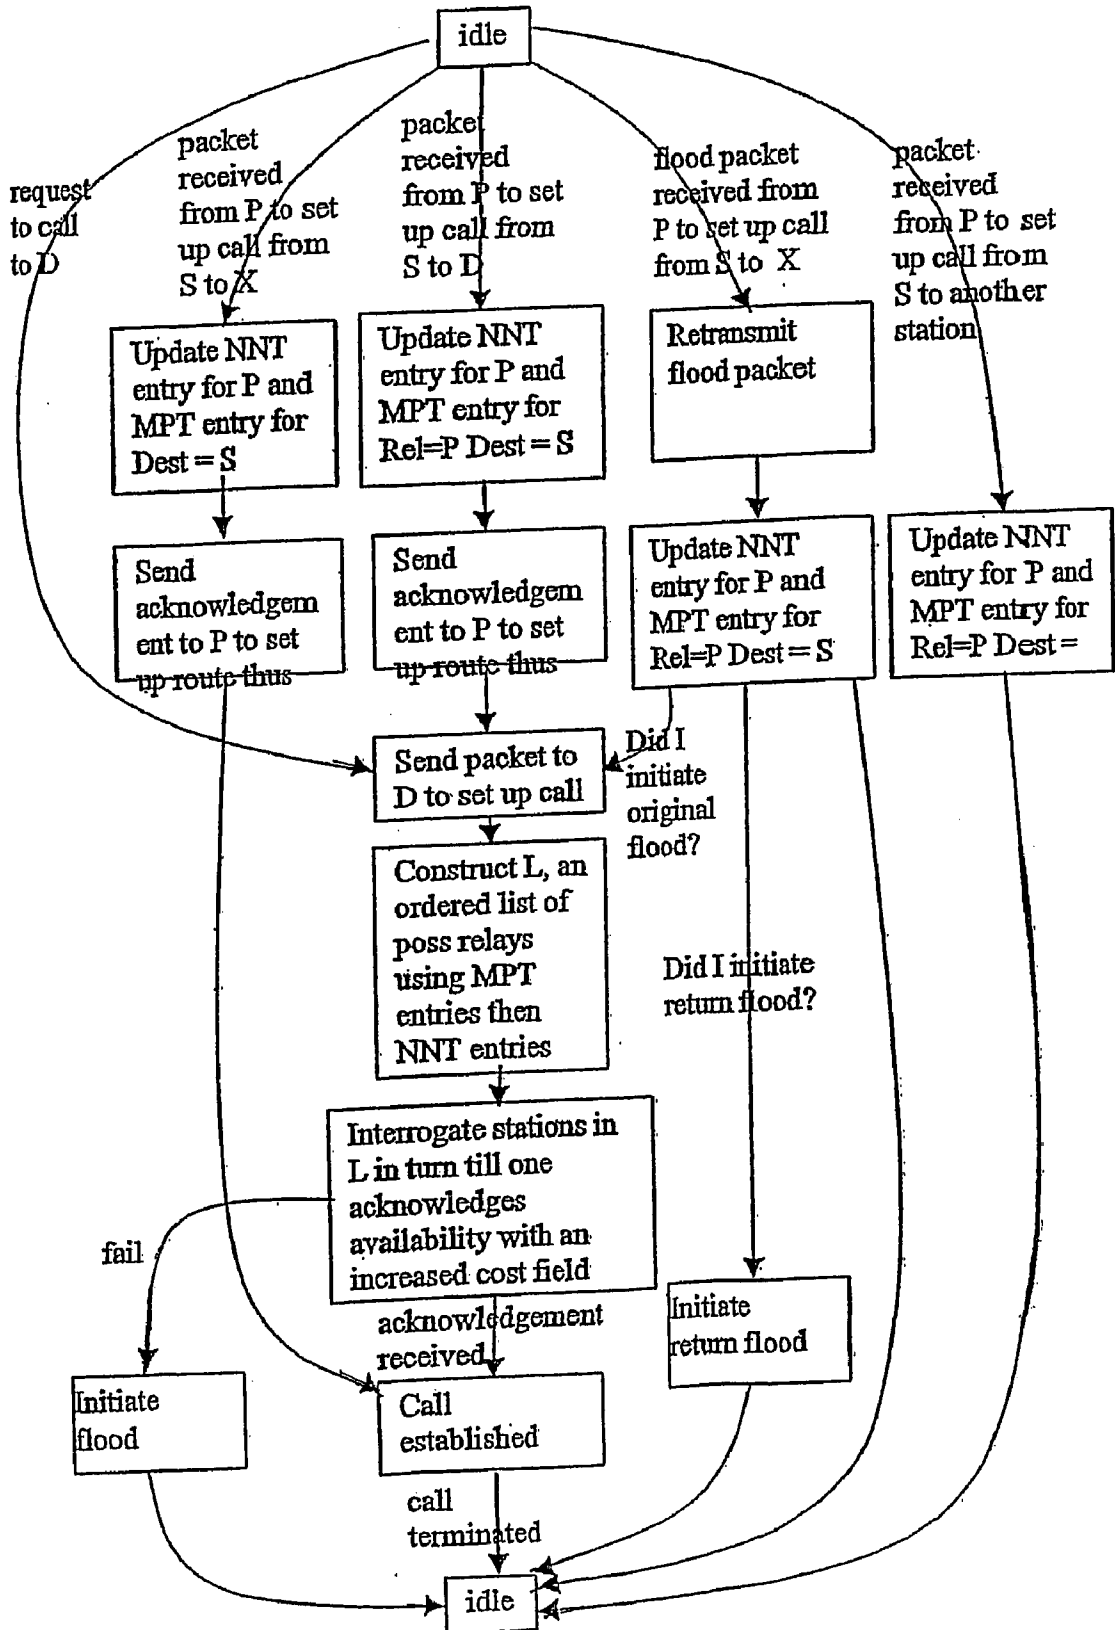 idle
request
to call
to D
packet
received
from P to set
up call from
S to X
packet
received
from P to set
up call from
S to D
flood packet
received from
P to set up call
from S to X
packet
received
from P to set
up call from
S to another
station
Update NNT
entry for P and
MPT entry for
Dest = S
Update NNT
entry for P and
MPT entry for
Rel=P Dest = S
Retransmit
flood packet
Send
acknowledgem
ent to P to set
up route thus
Send
acknowledgem
ent to P to set
up route thus
Update NNT
entry for P and
MPT entry for
Rel=P Dest = S
Update NNT
entry for P and
MPT entry for
Rel=P Dest =
Send packet to
D to set up call
Did I
initiate
original
flood?
Construct L, an
ordered list of
poss relays
using MPT
entries then
NNT entries
Did I initiate
return flood?
Interrogate stations in
L in turn till one
acknowledges
availability with an
increased cost field
fail
acknowledgement
received
Initiate
return flood
Initiate
flood
Call
established
call
terminated
idle